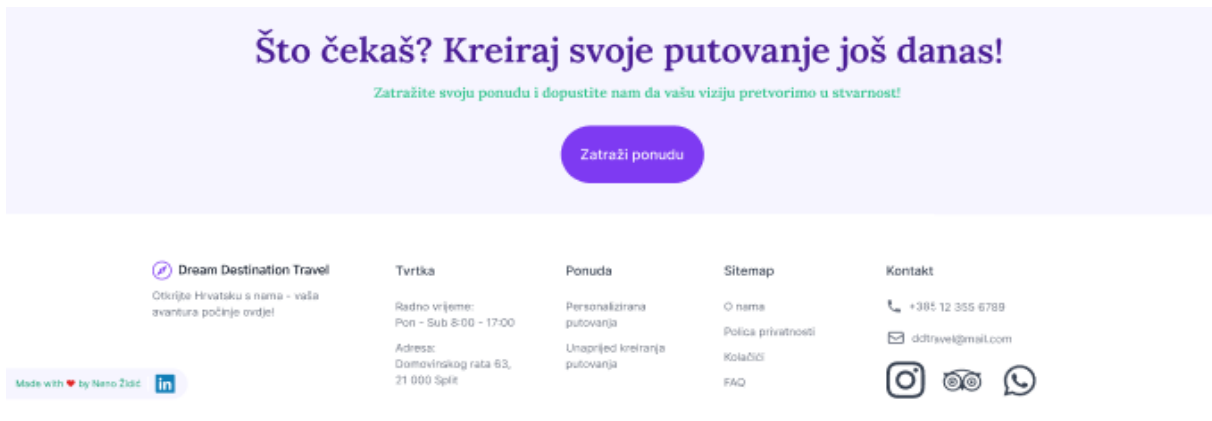 Što čekaš? Kreiraj svoje putovanje još danas!
Zatražite svoju ponudu i dopustite nam da vašu viziju pretvorimo u stvarnost!
Zatraži ponudu
Dream Destination Travel
Otkrijte Hrvatsku s nama - vaša
avantura počinje ovdje!
Tvrtka
Radno vrijeme:
Pon - Sub 8:00 - 17:00
Adresa:
Domovinskog rata 63,
21 000 Split
Ponuda
Personalizirana
putovanja
Unaprijed kreiranja
putovanja
Sitemap
O nama
Polica privatnosti
Kolačići
FAQ
Kontakt
+385 12 355 6789
ddtravel@mail.com
Made with ❤ by Neno Židić
in